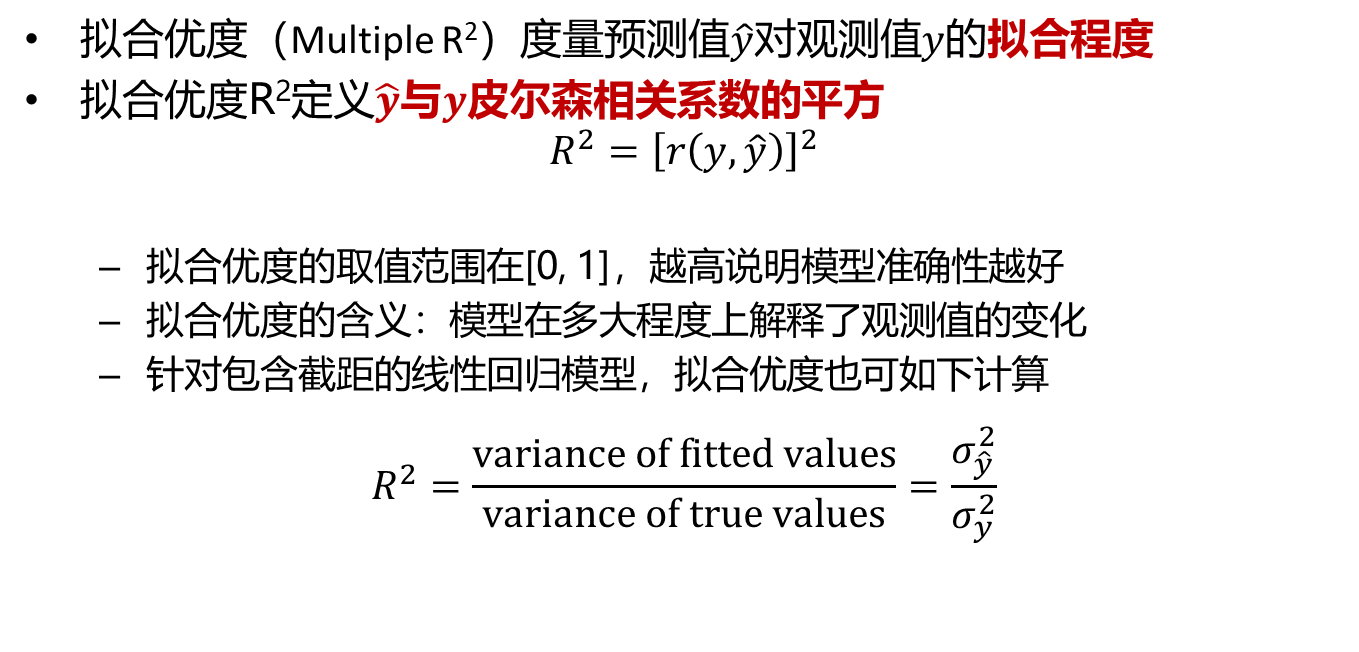 • 拟合优度（Multiple R²）度量预测值ŷ对观测值y的拟合程度
• 拟合优度R²定义ŷ与y皮尔森相关系数的平方
R² = [r(y, ŷ)]²
– 拟合优度的取值范围在[0, 1]，越高说明模型准确性越好
– 拟合优度的含义：模型在多大程度上解释了观测值的变化
– 针对包含截距的线性回归模型，拟合优度也可如下计算
R² = variance of fitted values / variance of true values = σ²_ŷ / σ²_y